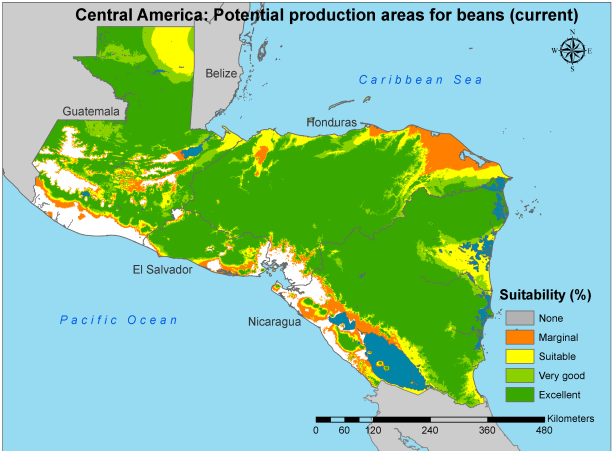 Central America: Potential production areas for beans (current)
N
W E
S
Belize
Caribbean Sea
Guatemala
Honduras
El Salvador
Pacific Ocean
Nicaragua
Suitability (%)
None
Marginal
Suitable
Very good
Excellent
Kilometers
0 30 60 120 240 360 480